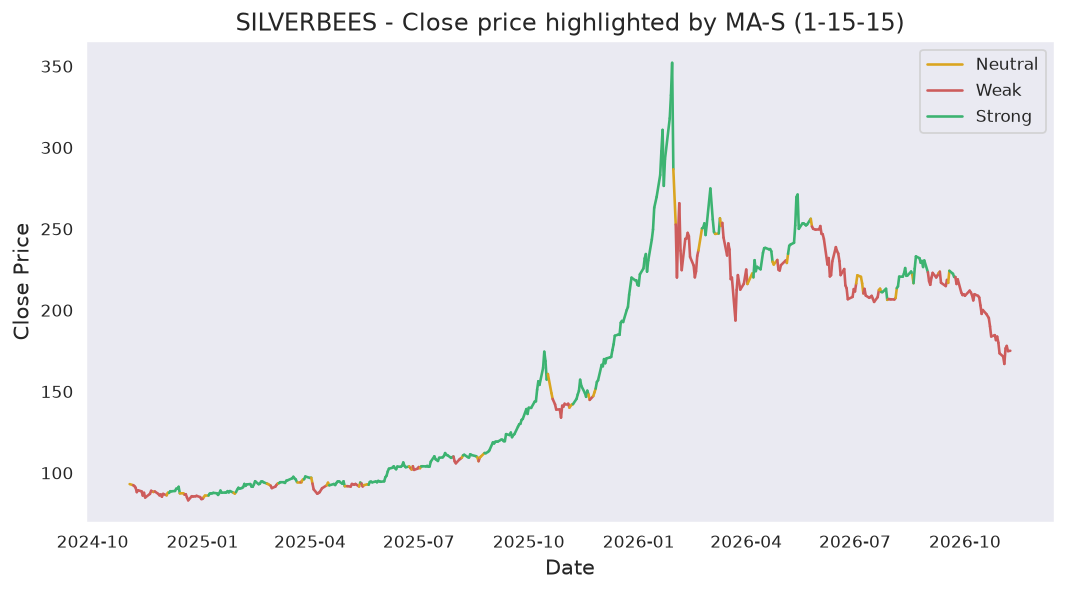 SILVERBEES - Close price highlighted by MA-S (1-15-15)
Neutral
Weak
Strong
Close Price
350
300
250
200
150
100
2024-10 2025-01 2025-04 2025-07 2025-10 2026-01 2026-04 2026-07 2026-10
Date